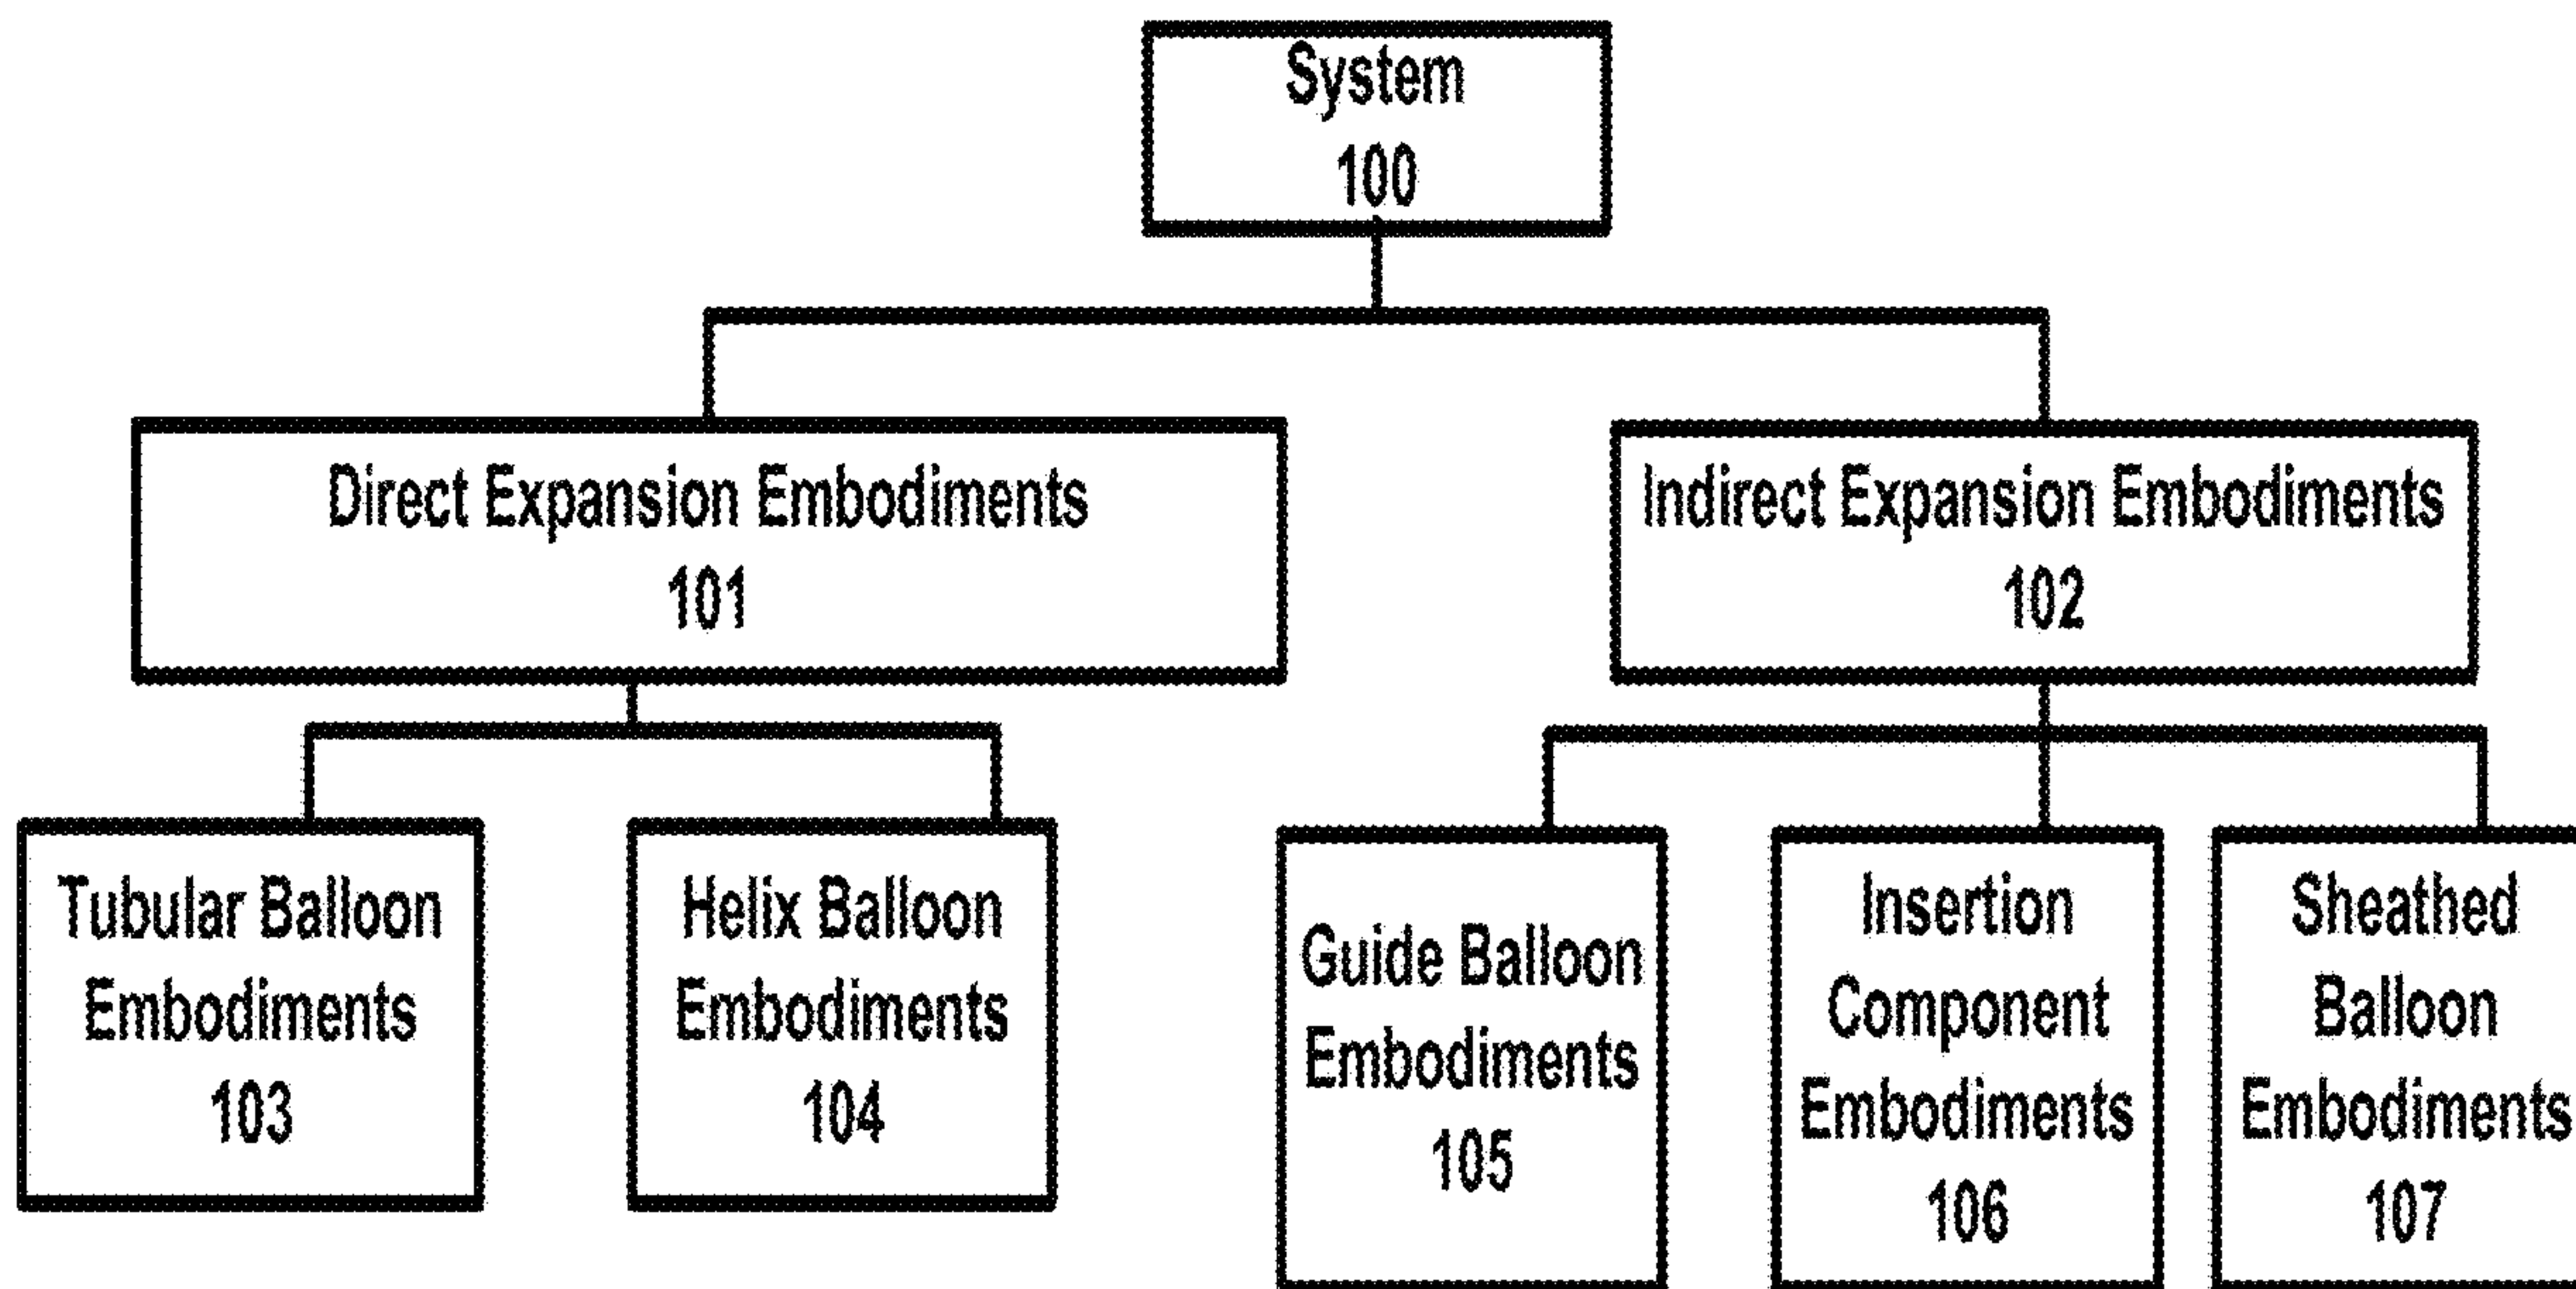 System
100
Direct Expansion Embodiments
101
Indirect Expansion Embodiments
102
Tubular Balloon
Embodiments
103
Helix Balloon
Embodiments
104
Guide Balloon
Embodiments
105
Insertion
Component
Embodiments
106
Sheathed
Balloon
Embodiments
107